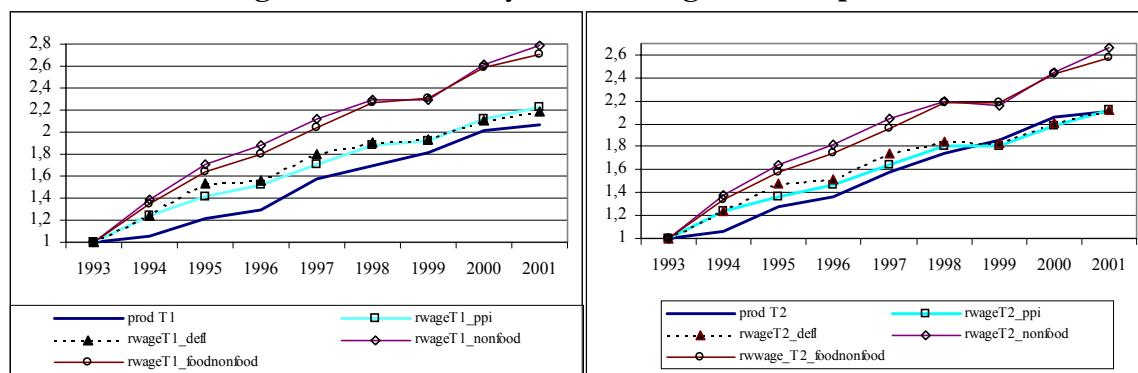 2,8
2,6
2,4
2,2
2
1,8
1,6
1,4
1,2
1
1993 1994 1995 1996 1997 1998 1999 2000 2001
prod T1 rwageT1_ppi
rwageT1_defl rwageT1_nonfood
rwageT1_foodnonfood
2,6
2,4
2,2
2
1,8
1,6
1,4
1,2
1
1993 1994 1995 1996 1997 1998 1999 2000 2001
prod T2 rwageT2_ppi
rwageT2_defl rwageT2_nonfood
rwwage_T2_foodnonfood